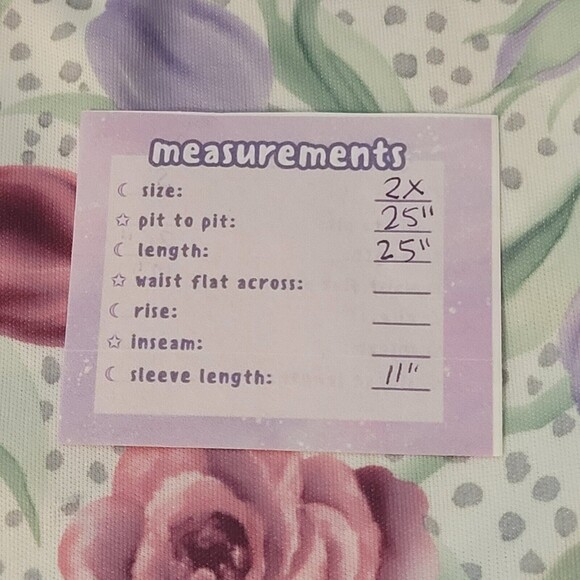 measurements
size: 2X
pit to pit: 25"
length: 25"
waist flat across:
rise:
inseam:
sleeve length: 11"